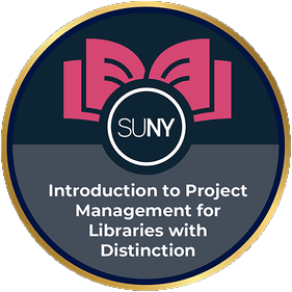 SUNY
Introduction to Project
Management for
Libraries with
Distinction